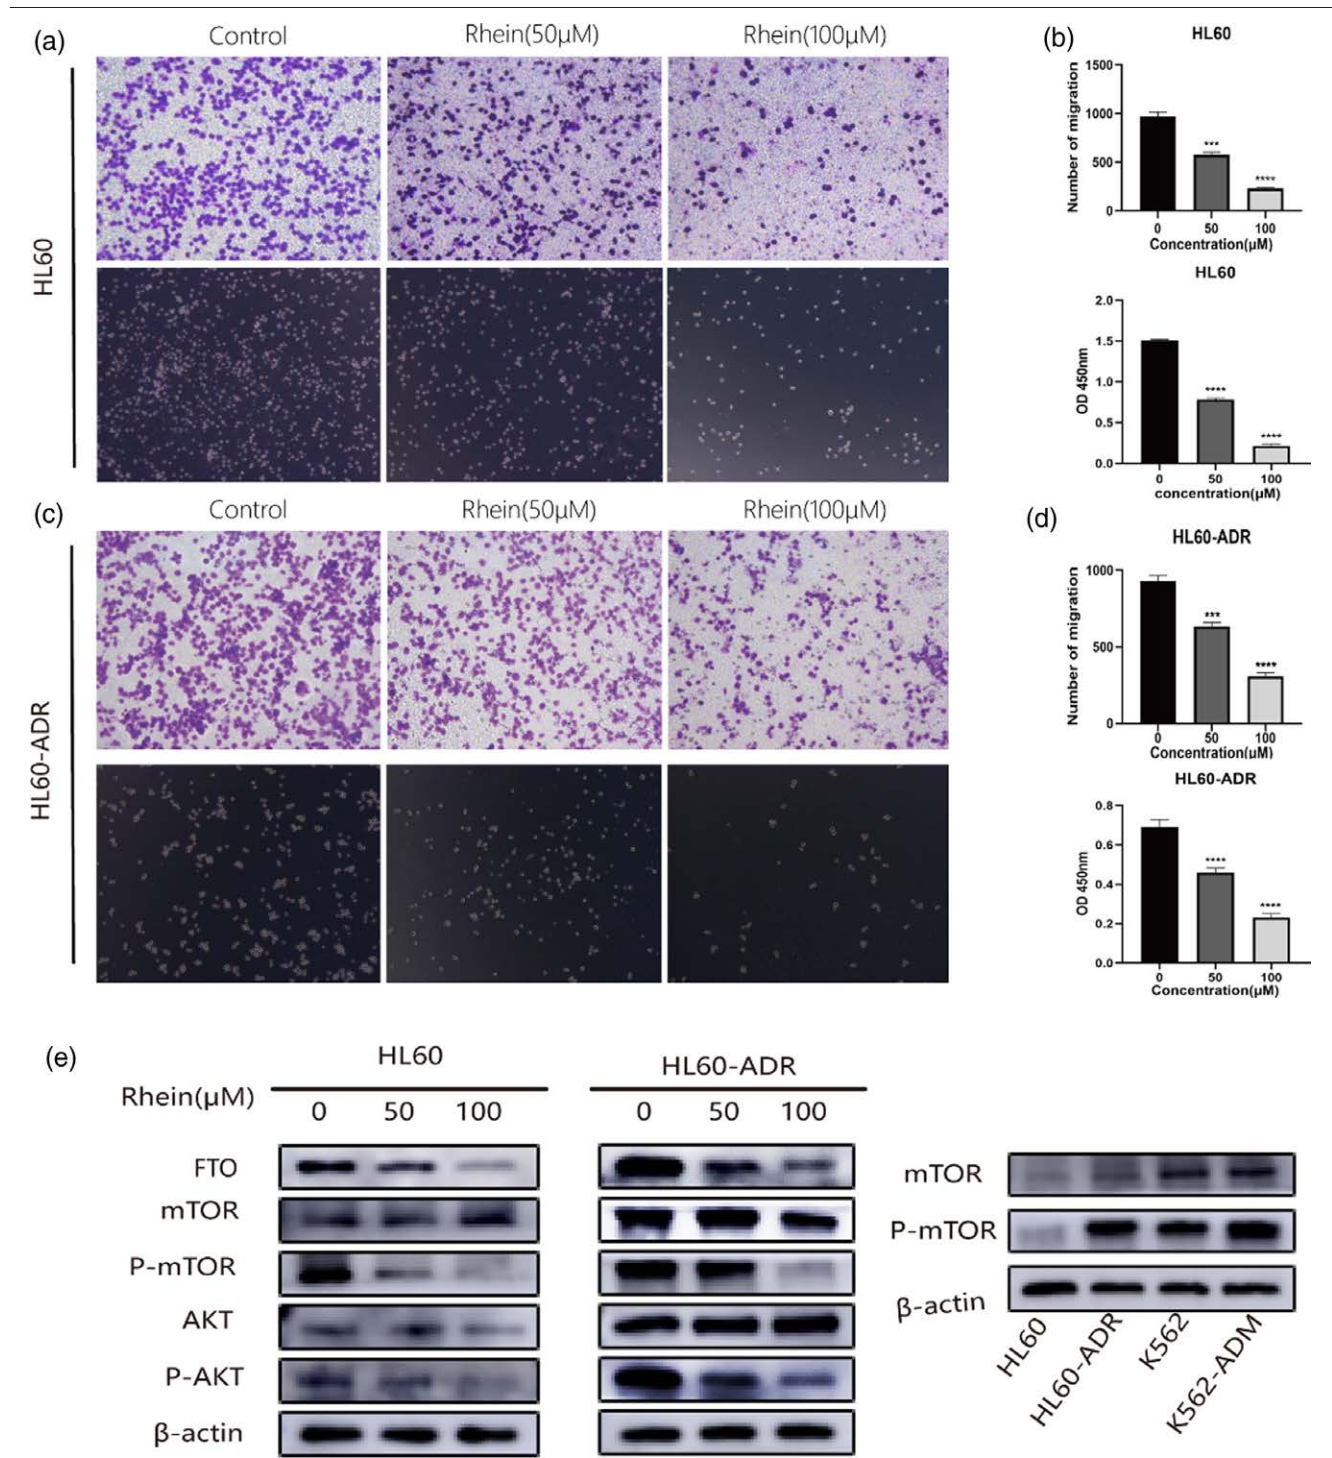 (a)
Control Rhein(50μM) Rhein(100μM)
HL60
(b)
HL60
Number of migration
1500
1000
500
0
***
****
0 50 100
Concentration(μM)
HL60
OD 450nm
2.0
1.5
1.0
0.5
0.0
****
****
0 50 100
concentration(μM)
(c)
Control Rhein(50μM) Rhein(100μM)
HL60-ADR
(d)
HL60-ADR
Number of migration
1000
500
0
***
****
0 50 100
Concentration(μM)
HL60-ADR
OD 450nm
0.8
0.6
0.4
0.2
0.0
****
****
0 50 100
Concentration(μM)
(e)
HL60 HL60-ADR
Rhein(μM) 0 50 100 0 50 100
FTO
mTOR
P-mTOR
AKT
P-AKT
β-actin
mTOR
P-mTOR
β-actin
HL60 HL60-ADR K562 K562-ADM